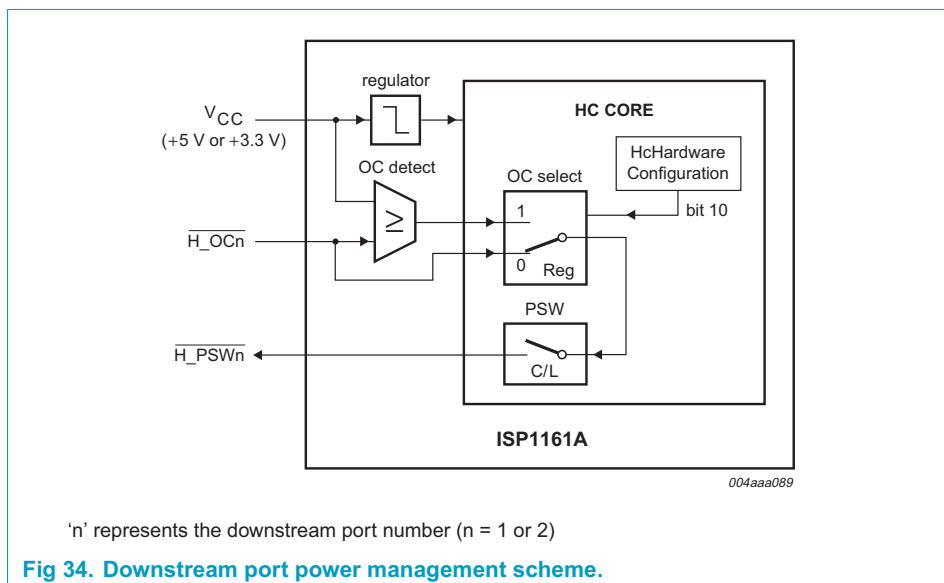 regulator
HC CORE
VCC
(+5 V or +3.3 V)
HcHardware
Configuration
OC detect
OC select
bit 10
1
≥
H_OCn
0
Reg
PSW
H_PSWn
C/L
ISP1161A
004aaa089
‘n’ represents the downstream port number (n = 1 or 2)
Fig 34. Downstream port power management scheme.